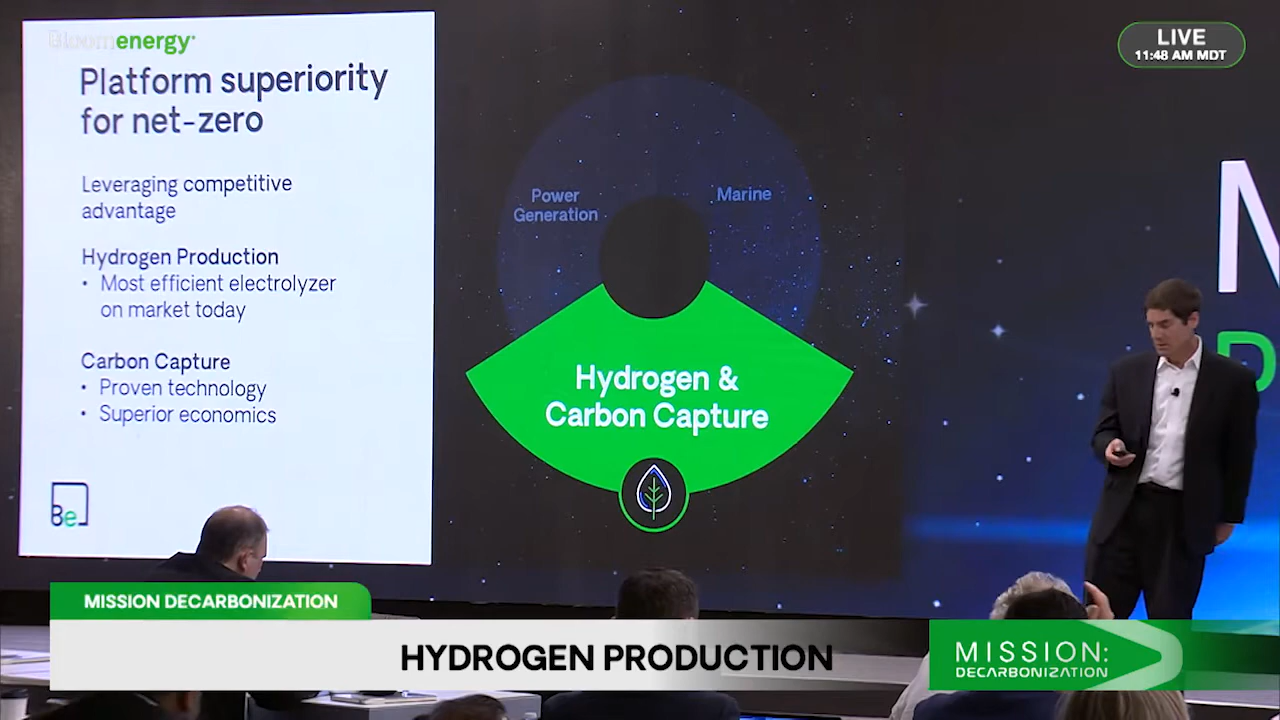 Bloomenergy
Platform superiority
for net-zero
Leveraging competitive
advantage
Hydrogen Production
• Most efficient electrolyzer
on market today
Carbon Capture
• Proven technology
• Superior economics
Be
Power
Generation
Marine
Hydrogen &
Carbon Capture
LIVE
11:48 AM MDT
MISSION DECARBONIZATION
HYDROGEN PRODUCTION
MISSION:
DECARBONIZATION